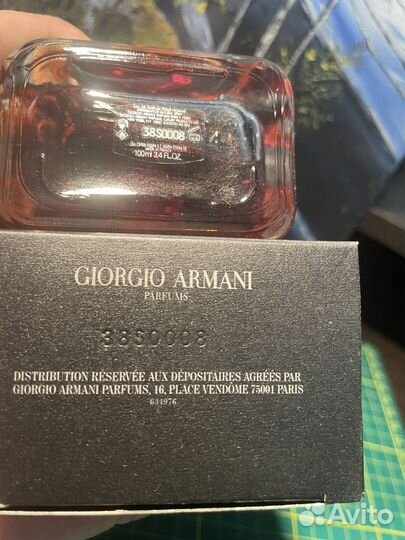 38S0008
100ml 3.4 FL.OZ.
GIORGIO ARMANI
PARFUMS
38S0008
DISTRIBUTION RÉSERVÉE AUX DÉPOSITAIRES AGRÉÉS PAR
GIORGIO ARMANI PARFUMS, 16, PLACE VENDÔME 75001 PARIS
634976
Avito